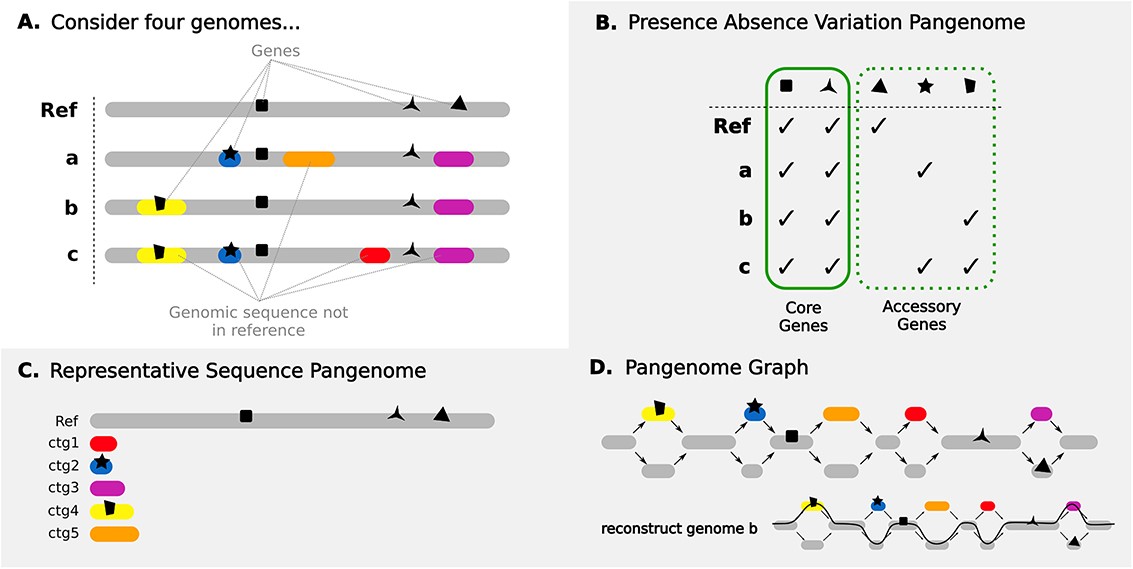 A. Consider four genomes...
Genes
Ref
a
b
c
Genomic sequence not
in reference
B. Presence Absence Variation Pangenome
Ref
a
b
c
Core
Genes
Accessory
Genes
C. Representative Sequence Pangenome
Ref
ctg1
ctg2
ctg3
ctg4
ctg5
D. Pangenome Graph
reconstruct genome b